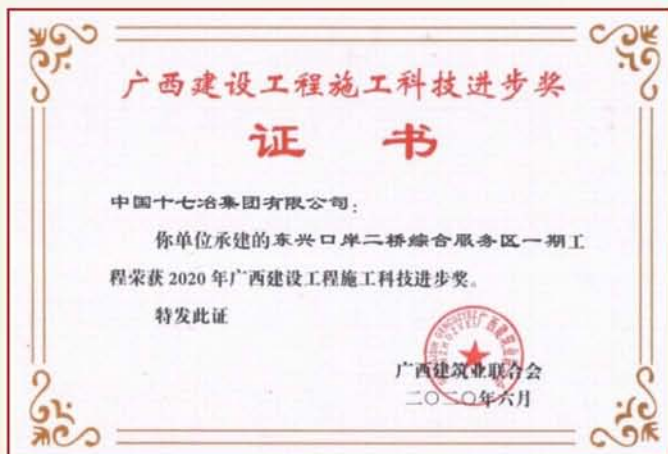 广西建设工程施工科技进步奖
证 书
中国十七冶集团有限公司：
你单位承建的东兴口岸二桥综合服务区一期工
程荣获 2020 年广西建设工程施工科技进步奖。
特发此证
广西建筑业联合会
二〇二〇年六月